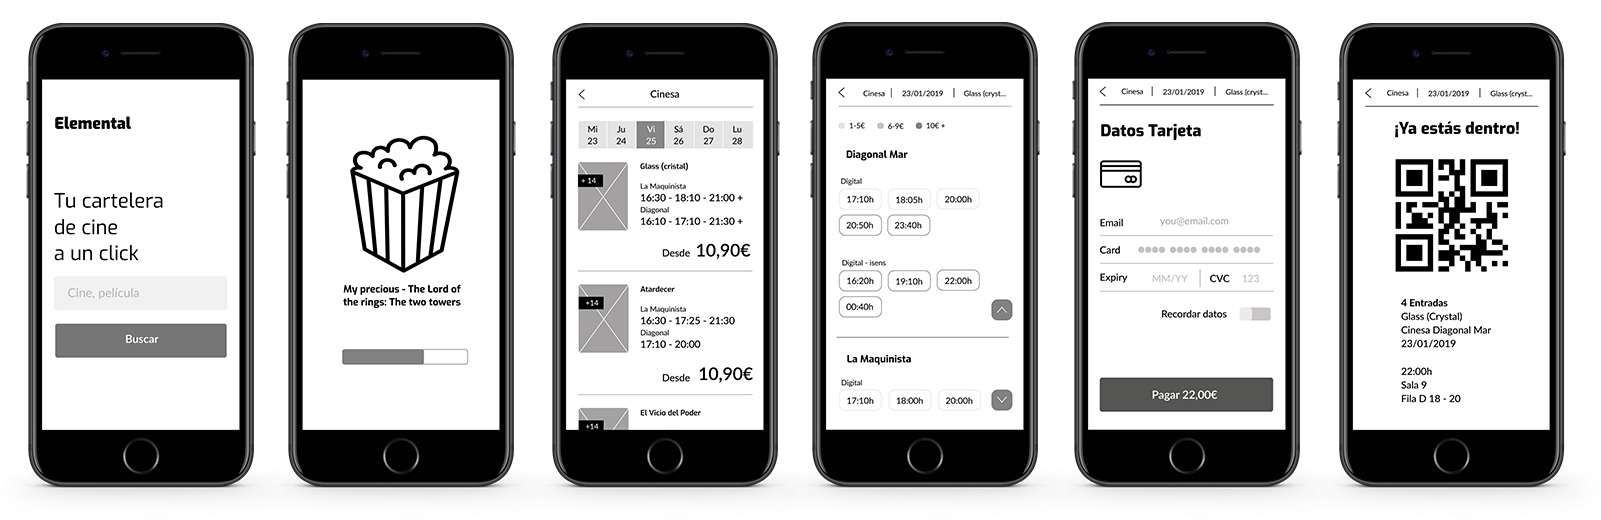 Elemental
Tu cartelera
de cine
a un click
Cine, película
Buscar
My precious - The Lord of
the rings: The two towers
Cinesa
Mi Ju Vi Sá Do Lu
23 24 25 26 27 28
Glass (cristal)
+ 14
La Maquinista
16:30 - 18:10 - 21:00 +
Diagonal
16:10 - 17:10 - 21:30 +
Desde 10,90€
Atardecer
+14
La Maquinista
16:30 - 17:25 - 21:30
Diagonal
17:10 - 20:00
Desde 10,90€
El Vicio del Poder
+14
Cinesa | 23/01/2019 | Glass (cryst...
1-5€ 6-9€ 10€ +
Diagonal Mar
Digital
17:10h 18:05h 20:00h
20:50h 23:40h
Digital - isens
16:20h 19:10h 22:00h
00:40h
La Maquinista
Digital
17:10h 18:00h 20:00h
Cinesa | 23/01/2019 | Glass (cryst...
Datos Tarjeta
Email you@email.com
Card
Expiry MM/YY CVC 123
Recordar datos
Pagar 22,00€
Cinesa | 23/01/2019 | Glass (cryst...
¡Ya estás dentro!
4 Entradas
Glass (Crystal)
Cinesa Diagonal Mar
23/01/2019
22:00h
Sala 9
Fila D 18 - 20